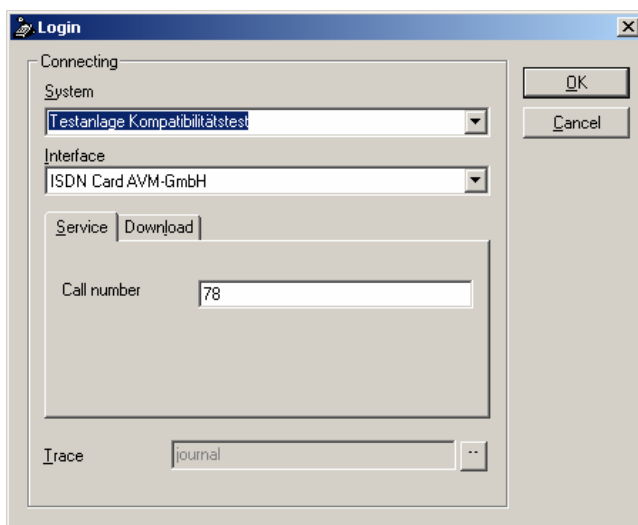 Login
Connecting
System
OK
Testanlage Kompatibilitätstest
Cancel
Interface
ISDN Card AVM-GmbH
Service Download
Call number 78
Trace journal ..